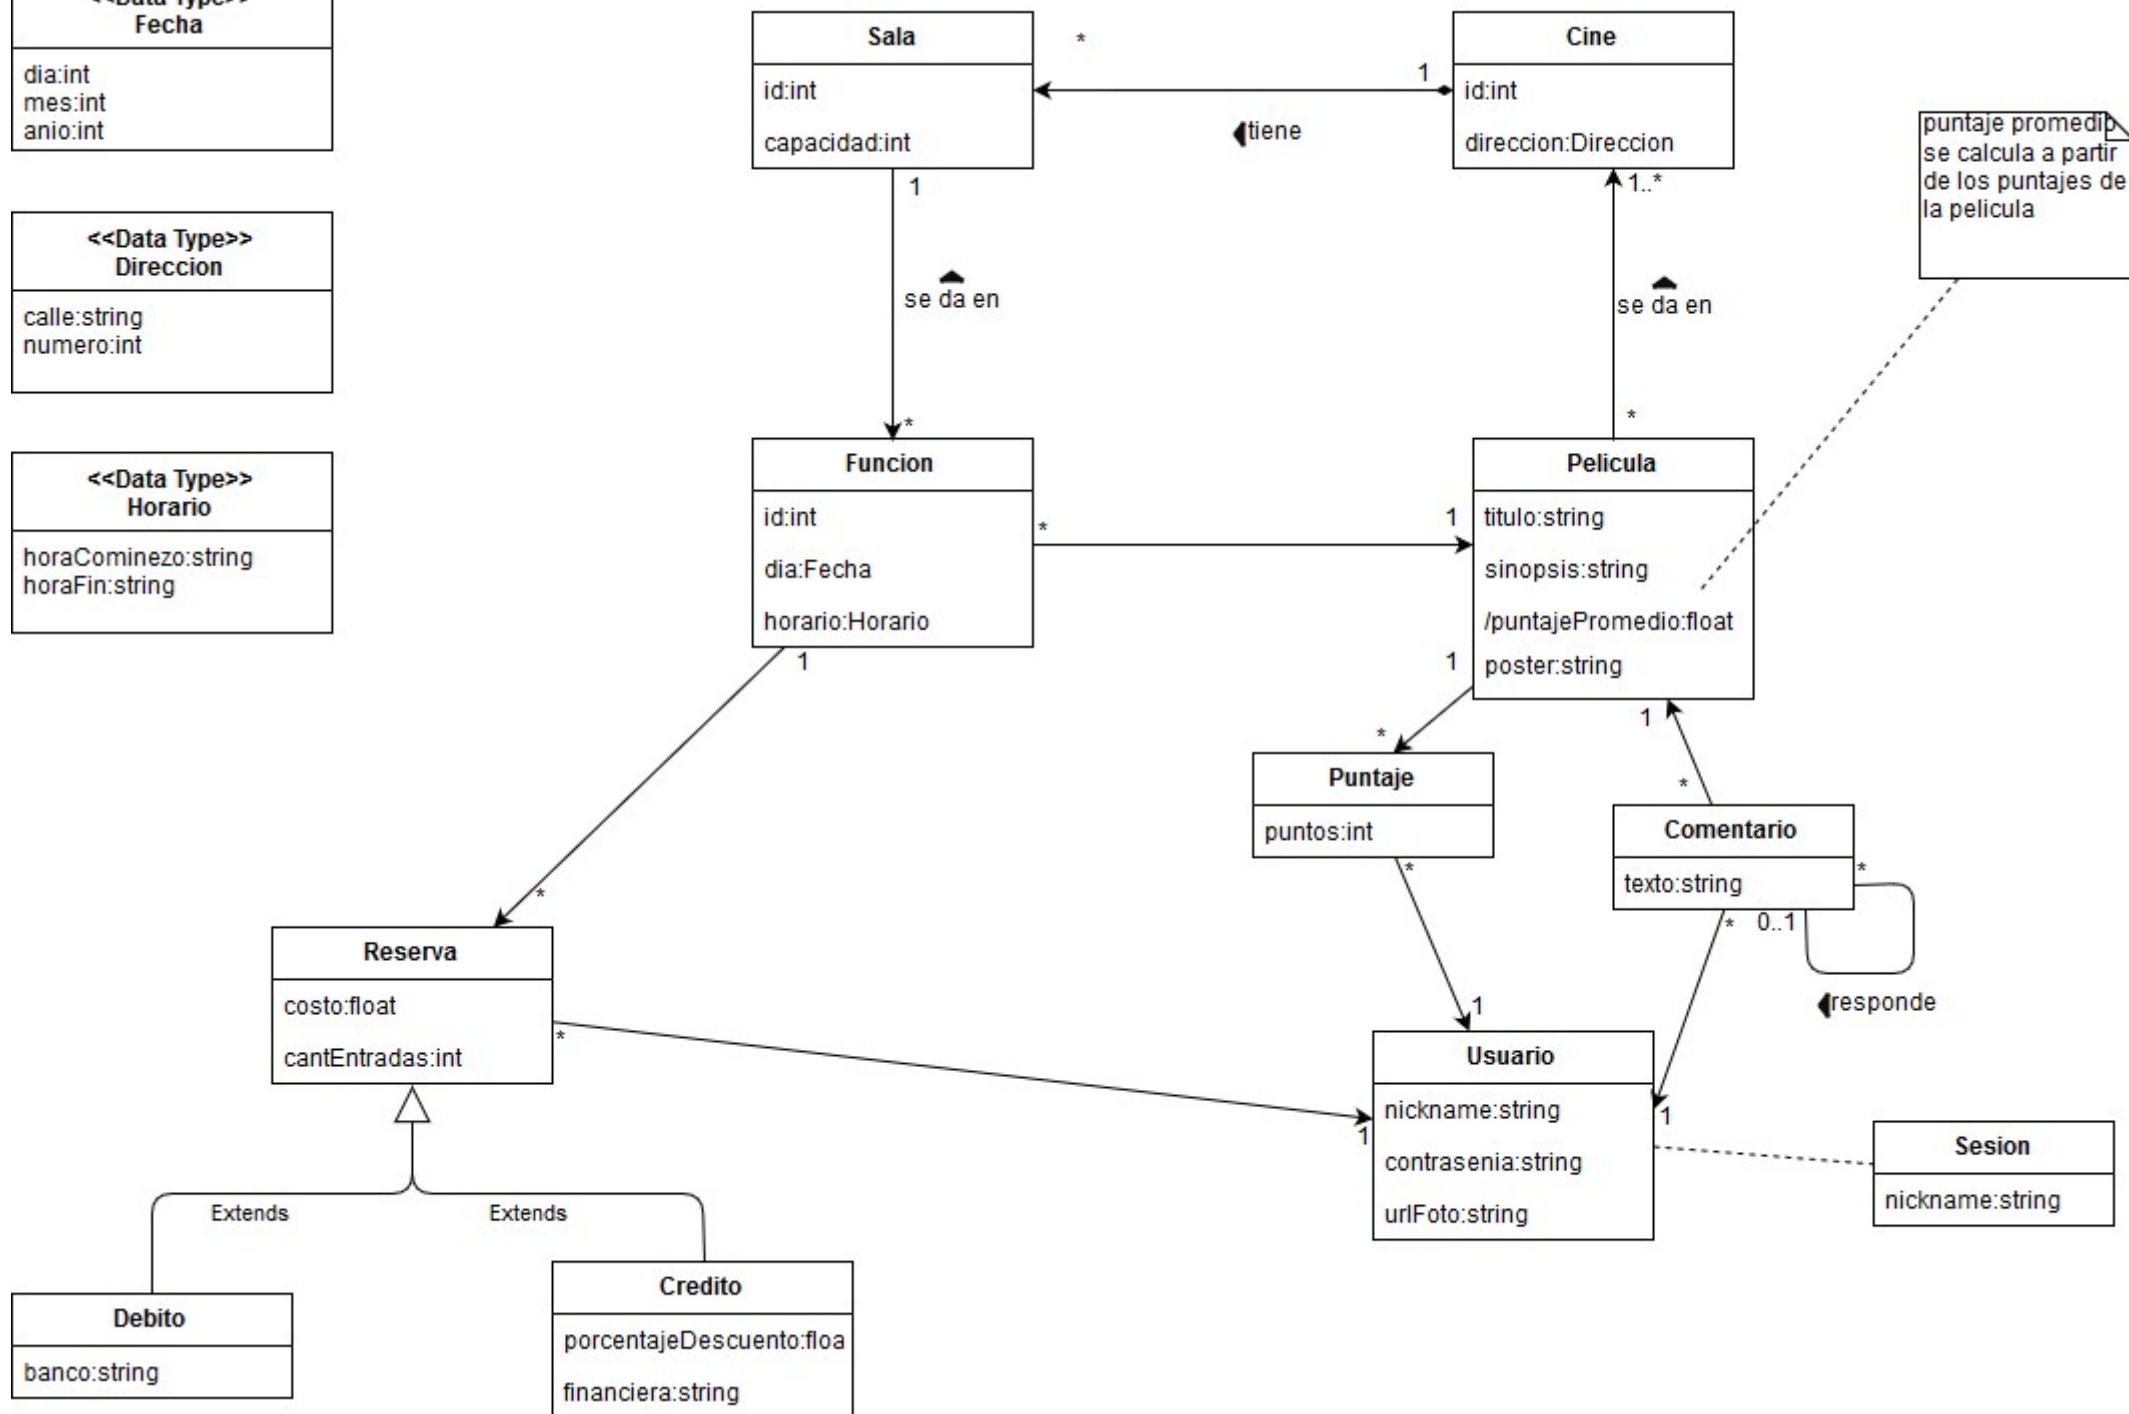 <<Data Type>>
Fecha
dia:int
mes:int
anio:int
<<Data Type>>
Direccion
calle:string
numero:int
<<Data Type>>
Horario
horaCominezo:string
horaFin:string
Sala
id:int
capacidad:int
*
1
tiene
Cine
id:int
direccion:Direccion
1
se da en
*
1..*
se da en
*
puntaje promedio
se calcula a partir
de los puntajes de
la pelicula
Funcion
id:int
dia:Fecha
horario:Horario
*
1
Pelicula
titulo:string
sinopsis:string
/puntajePromedio:float
poster:string
1
1
*
1
*
Puntaje
puntos:int
*
1
Comentario
texto:string
*
0..1
*
responde
1
*
Reserva
costo:float
cantEntradas:int
*
1
Usuario
nickname:string
contrasenia:string
urlFoto:string
Sesion
nickname:string
Extends
Extends
Debito
banco:string
Credito
porcentajeDescuento:floa
financiera:string